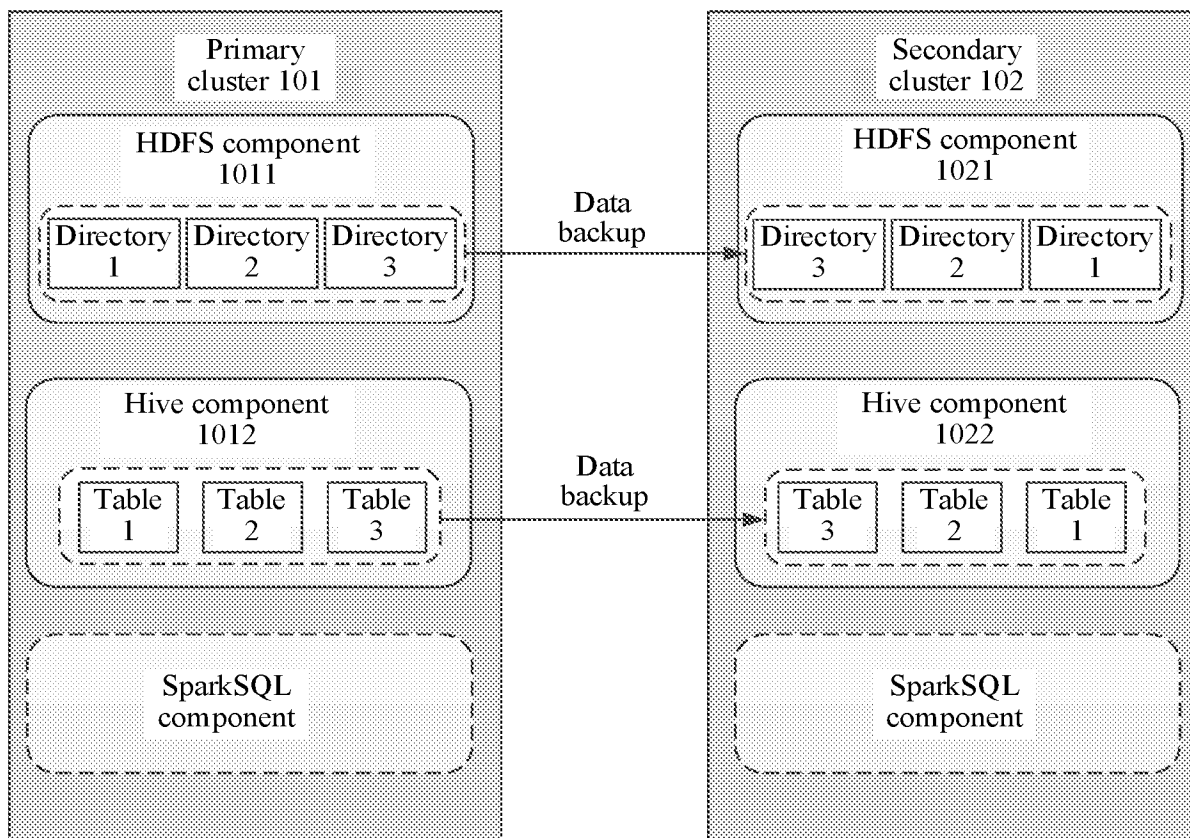 Primary
cluster 101
HDFS component
1011
Directory
1
Directory
2
Directory
3
Hive component
1012
Table
1
Table
2
Table
3
SparkSQL
component
Data
backup
Data
backup
Secondary
cluster 102
HDFS component
1021
Directory
3
Directory
2
Directory
1
Hive component
1022
Table
3
Table
2
Table
1
SparkSQL
component